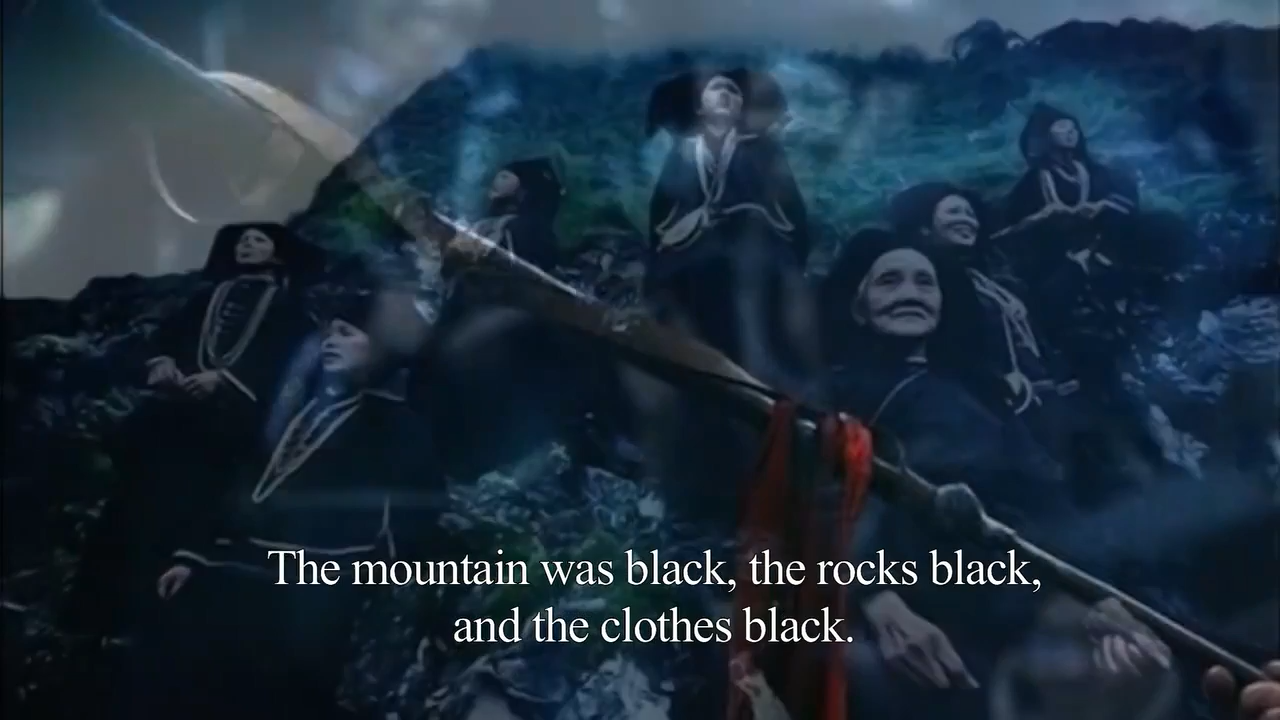 The mountain was black, the rocks black,
and the clothes black.